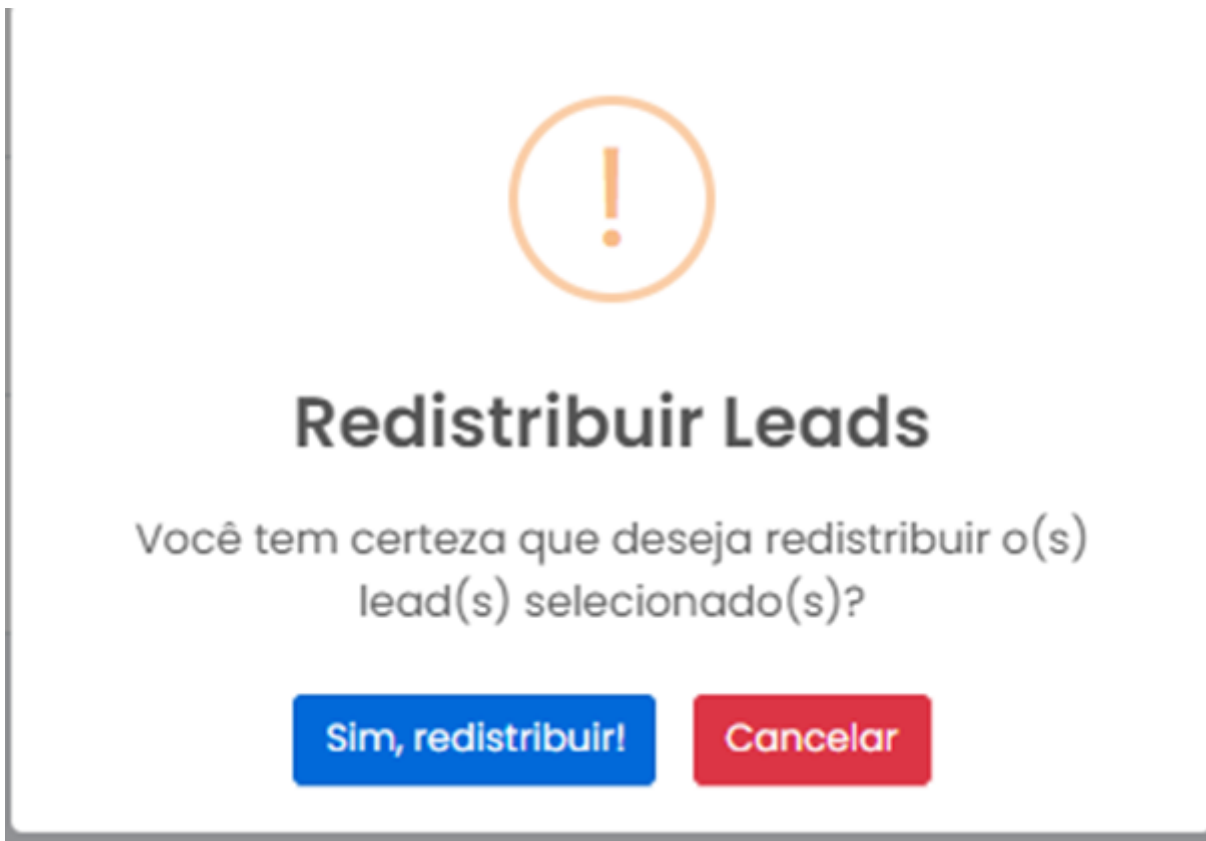 !
Redistribuir Leads
Você tem certeza que deseja redistribuir o(s)
lead(s) selecionado(s)?
Sim, redistribuir!
Cancelar